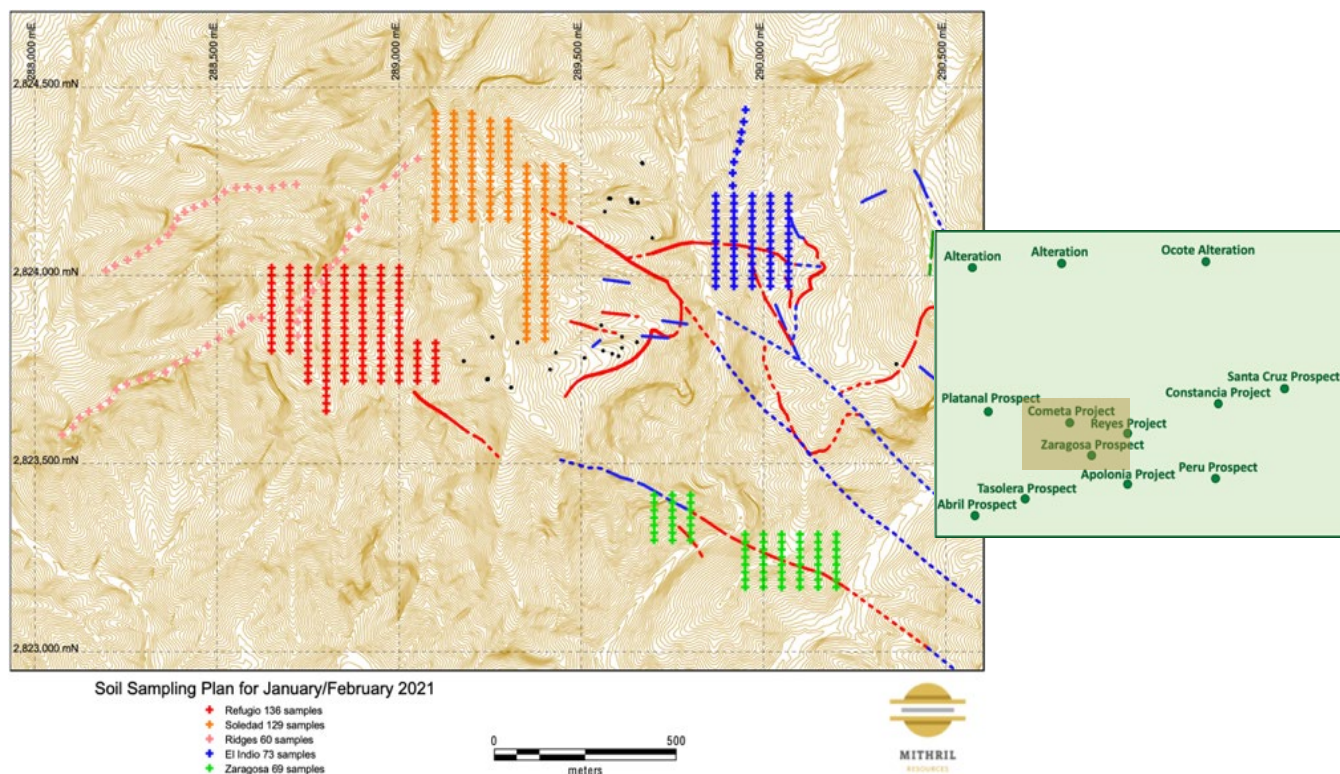 288,000 mE.
288,500 mE.
289,000 mE.
289,500 mE.
290,000 mE.
290,500 mE.
2,824,500 mN
2,824,000 mN
2,823,500 mN
2,823,000 mN
Alteration
Alteration
Ocote Alteration
Santa Cruz Prospect
Platanal Prospect
Constancia Project
Cometa Project
Reyes Project
Zaragosa Prospect
Apolonia Project
Peru Prospect
Tasolera Prospect
Abril Prospect
Soil Sampling Plan for January/February 2021
Refugio 136 samples
Soledad 129 samples
Ridges 60 samples
El Indio 73 samples
Zaragosa 69 samples
0 500
meters
MITHRIL
RESOURCES